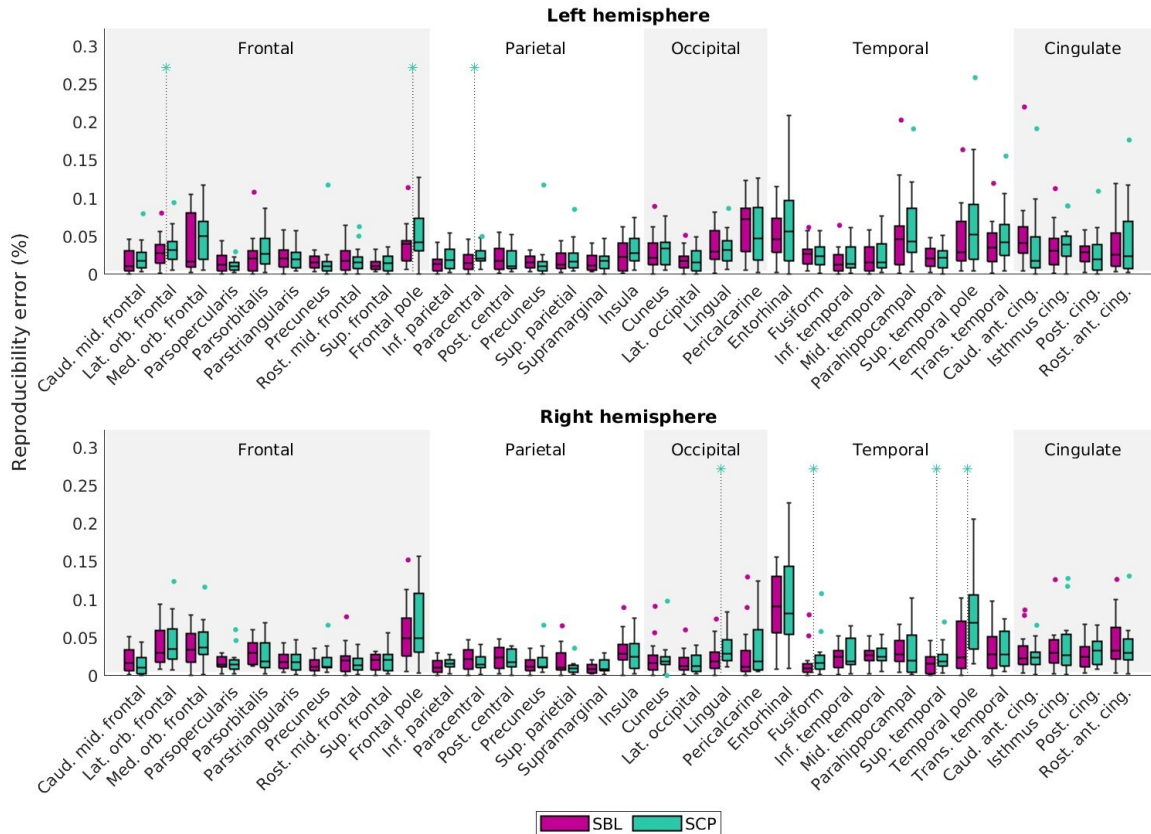 Left hemisphere
Frontal Parietal Occipital Temporal Cingulate
0.3
0.25
0.2
0.15
0.1
0.05
0
Caud. mid. frontal
Lat. orb. frontal
Med. orb. frontal
Parsopercularis
Parsorbitalis
Parstriangularis
Precuneus
Rost. mid. frontal
Sup. frontal
Frontal pole
Inf. parietal
Paracentral
Post. central
Precuneus
Sup. parietial
Supramarginal
Insula
Cuneus
Lat. occipital
Lingual
Pericalcarine
Entorhinal
Fusiform
Inf. temporal
Mid. temporal
Parahippocampal
Sup. temporal
Temporal pole
Trans. temporal
Caud. ant. cing.
Isthmus cing.
Post. cing.
Rost. ant. cing.
Reproducibility error (%)
Right hemisphere
Frontal Parietal Occipital Temporal Cingulate
0.3
0.25
0.2
0.15
0.1
0.05
0
Caud. mid. frontal
Lat. orb. frontal
Med. orb. frontal
Parsopercularis
Parsorbitalis
Parstriangularis
Precuneus
Rost. mid. frontal
Sup. frontal
Frontal pole
Inf. parietal
Paracentral
Post. central
Precuneus
Sup. parietial
Supramarginal
Insula
Cuneus
Lat. occipital
Lingual
Pericalcarine
Entorhinal
Fusiform
Inf. temporal
Mid. temporal
Parahippocampal
Sup. temporal
Temporal pole
Trans. temporal
Caud. ant. cing.
Isthmus cing.
Post. cing.
Rost. ant. cing.
SBL SCP